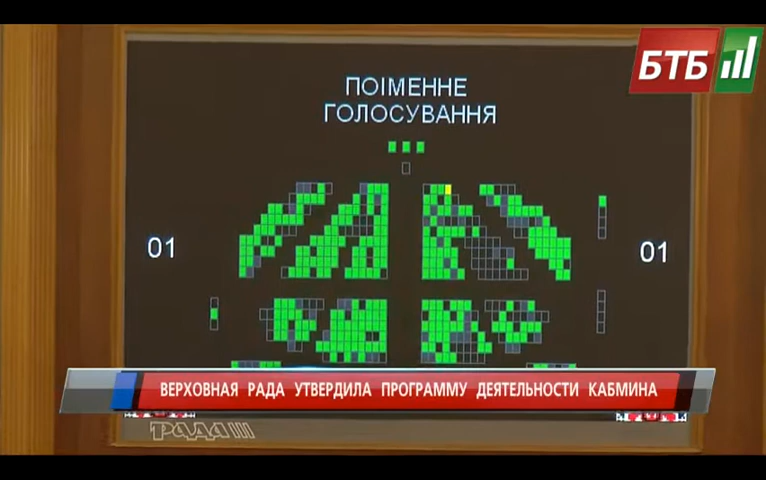 БТБ
ПОІМЕННЕ
ГОЛОСУВАННЯ
01
01
ВЕРХОВНАЯ РАДА УТВЕРДИЛА ПРОГРАММУ ДЕЯТЕЛЬНОСТИ КАБМИНА
РАДА